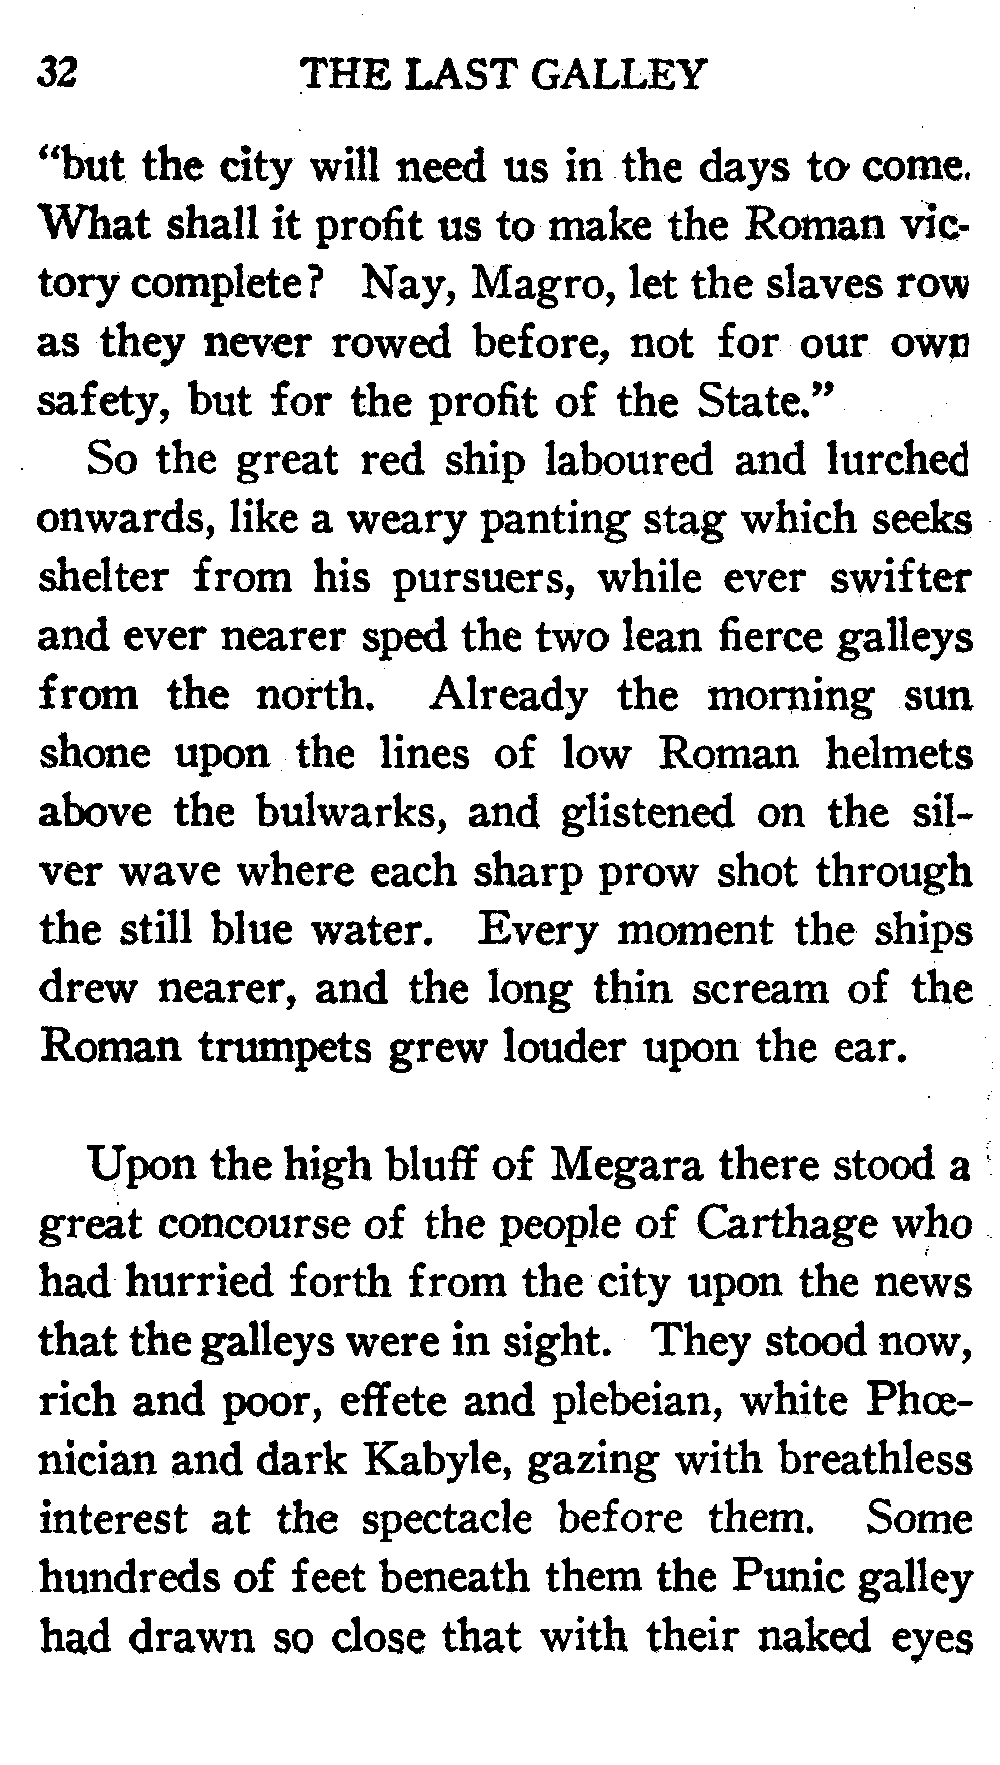 32 THE LAST GALLEY
“but the city will need us in the days to come.
What shall it profit us to make the Roman vic-
tory complete? Nay, Magro, let the slaves row
as they never rowed before, not for our own
safety, but for the profit of the State.”
So the great red ship laboured and lurched
onwards, like a weary panting stag which seeks
shelter from his pursuers, while ever swifter
and ever nearer sped the two lean fierce galleys
from the north. Already the morning sun
shone upon the lines of low Roman helmets
above the bulwarks, and glistened on the sil-
ver wave where each sharp prow shot through
the still blue water. Every moment the ships
drew nearer, and the long thin scream of the
Roman trumpets grew louder upon the ear.
Upon the high bluff of Megara there stood a
great concourse of the people of Carthage who
had hurried forth from the city upon the news
that the galleys were in sight. They stood now,
rich and poor, effete and plebeian, white Phœ-
nician and dark Kabyle, gazing with breathless
interest at the spectacle before them. Some
hundreds of feet beneath them the Punic galley
had drawn so close that with their naked eyes